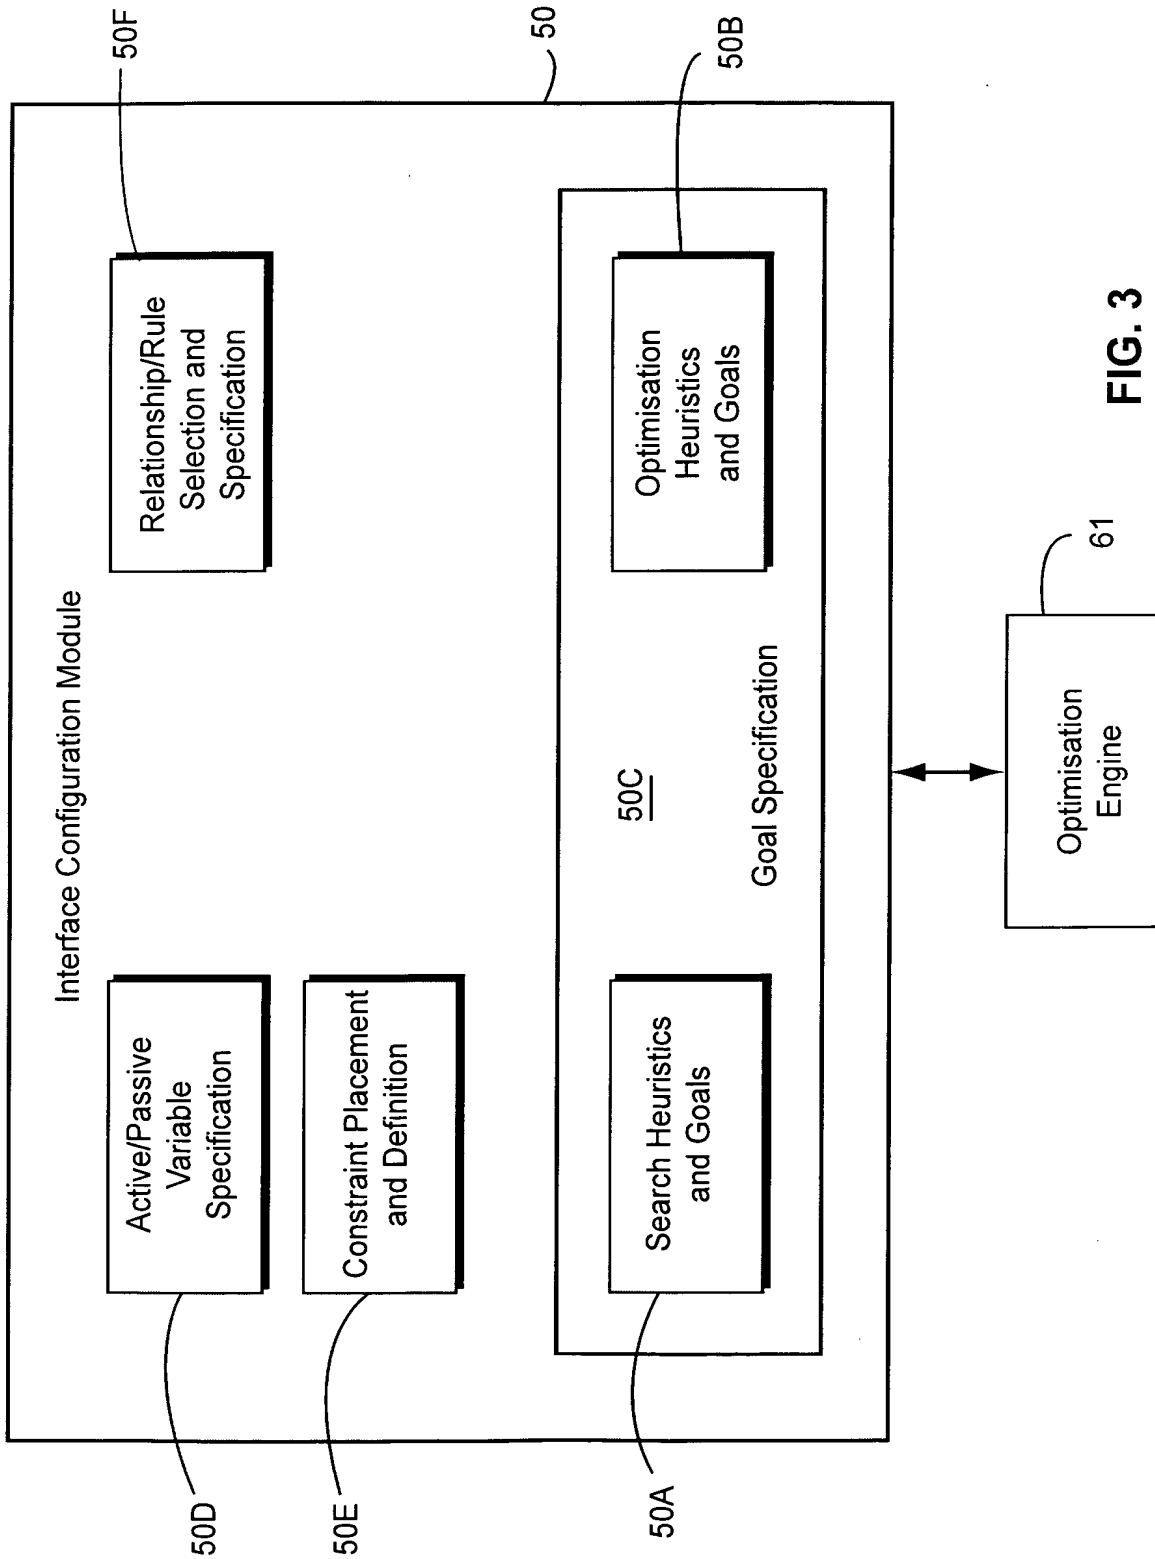 Interface Configuration Module
50D
Active/Passive
Variable
Specification
Relationship/Rule
Selection and
Specification
50F
50E
Constraint Placement
and Definition
50
50C
50A
Search Heuristics
and Goals
Optimisation
Heuristics
and Goals
50B
Goal Specification
Optimisation
Engine
61
FIG. 3